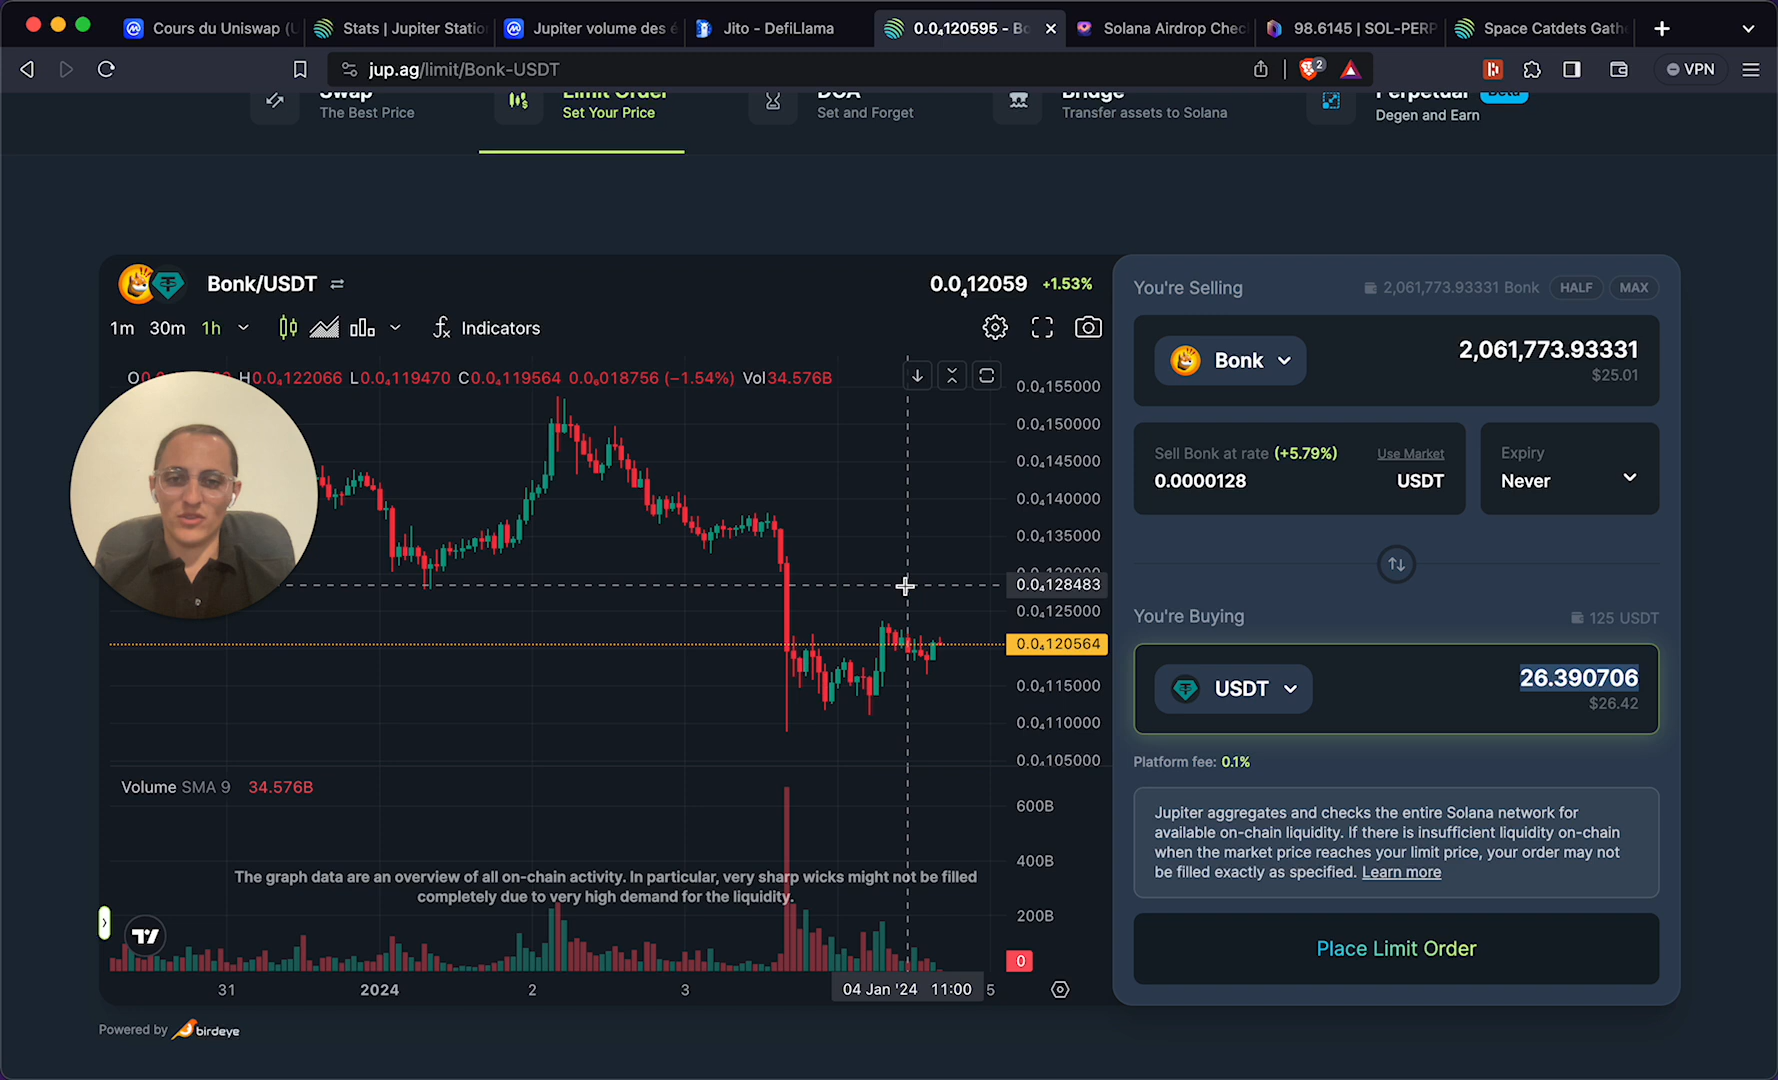 Cours du Uniswap (U
Stats | Jupiter Statio
Jupiter volume des é
Jito - DefiLlama
0.0₄120595 - Bo
Solana Airdrop Chec
98.6145 | SOL-PERP
Space Catdets Gathe
jup.ag/limit/Bonk-USDT
2
VPN
Swap
The Best Price
Limit Order
Set Your Price
DCA
Set and Forget
Bridge
Transfer assets to Solana
Perpetual Beta
Degen and Earn
Bonk/USDT
0.0₄12059 +1.53%
1m 30m 1h
Indicators
H0.0₄122066 L0.0₄119470 C0.0₄119564 0.0₆018756 (−1.54%) Vol34.576B
0.0₄155000
0.0₄150000
0.0₄145000
0.0₄140000
0.0₄135000
0.0₄128483
0.0₄125000
0.0₄120564
0.0₄115000
0.0₄110000
0.0₄105000
Volume SMA 9 34.576B
600B
400B
200B
0
The graph data are an overview of all on-chain activity. In particular, very sharp wicks might not be filled
completely due to very high demand for the liquidity.
31 2024 2 3 04 Jan '24 11:00 5
Powered by birdeye
You're Selling
2,061,773.93331 Bonk HALF MAX
Bonk
2,061,773.93331
$25.01
Sell Bonk at rate (+5.79%) Use Market
0.0000128 USDT
Expiry
Never
You're Buying
125 USDT
USDT
26.390706
$26.42
Platform fee: 0.1%
Jupiter aggregates and checks the entire Solana network for
available on-chain liquidity. If there is insufficient liquidity on-chain
when the market price reaches your limit price, your order may not
be filled exactly as specified. Learn more
Place Limit Order